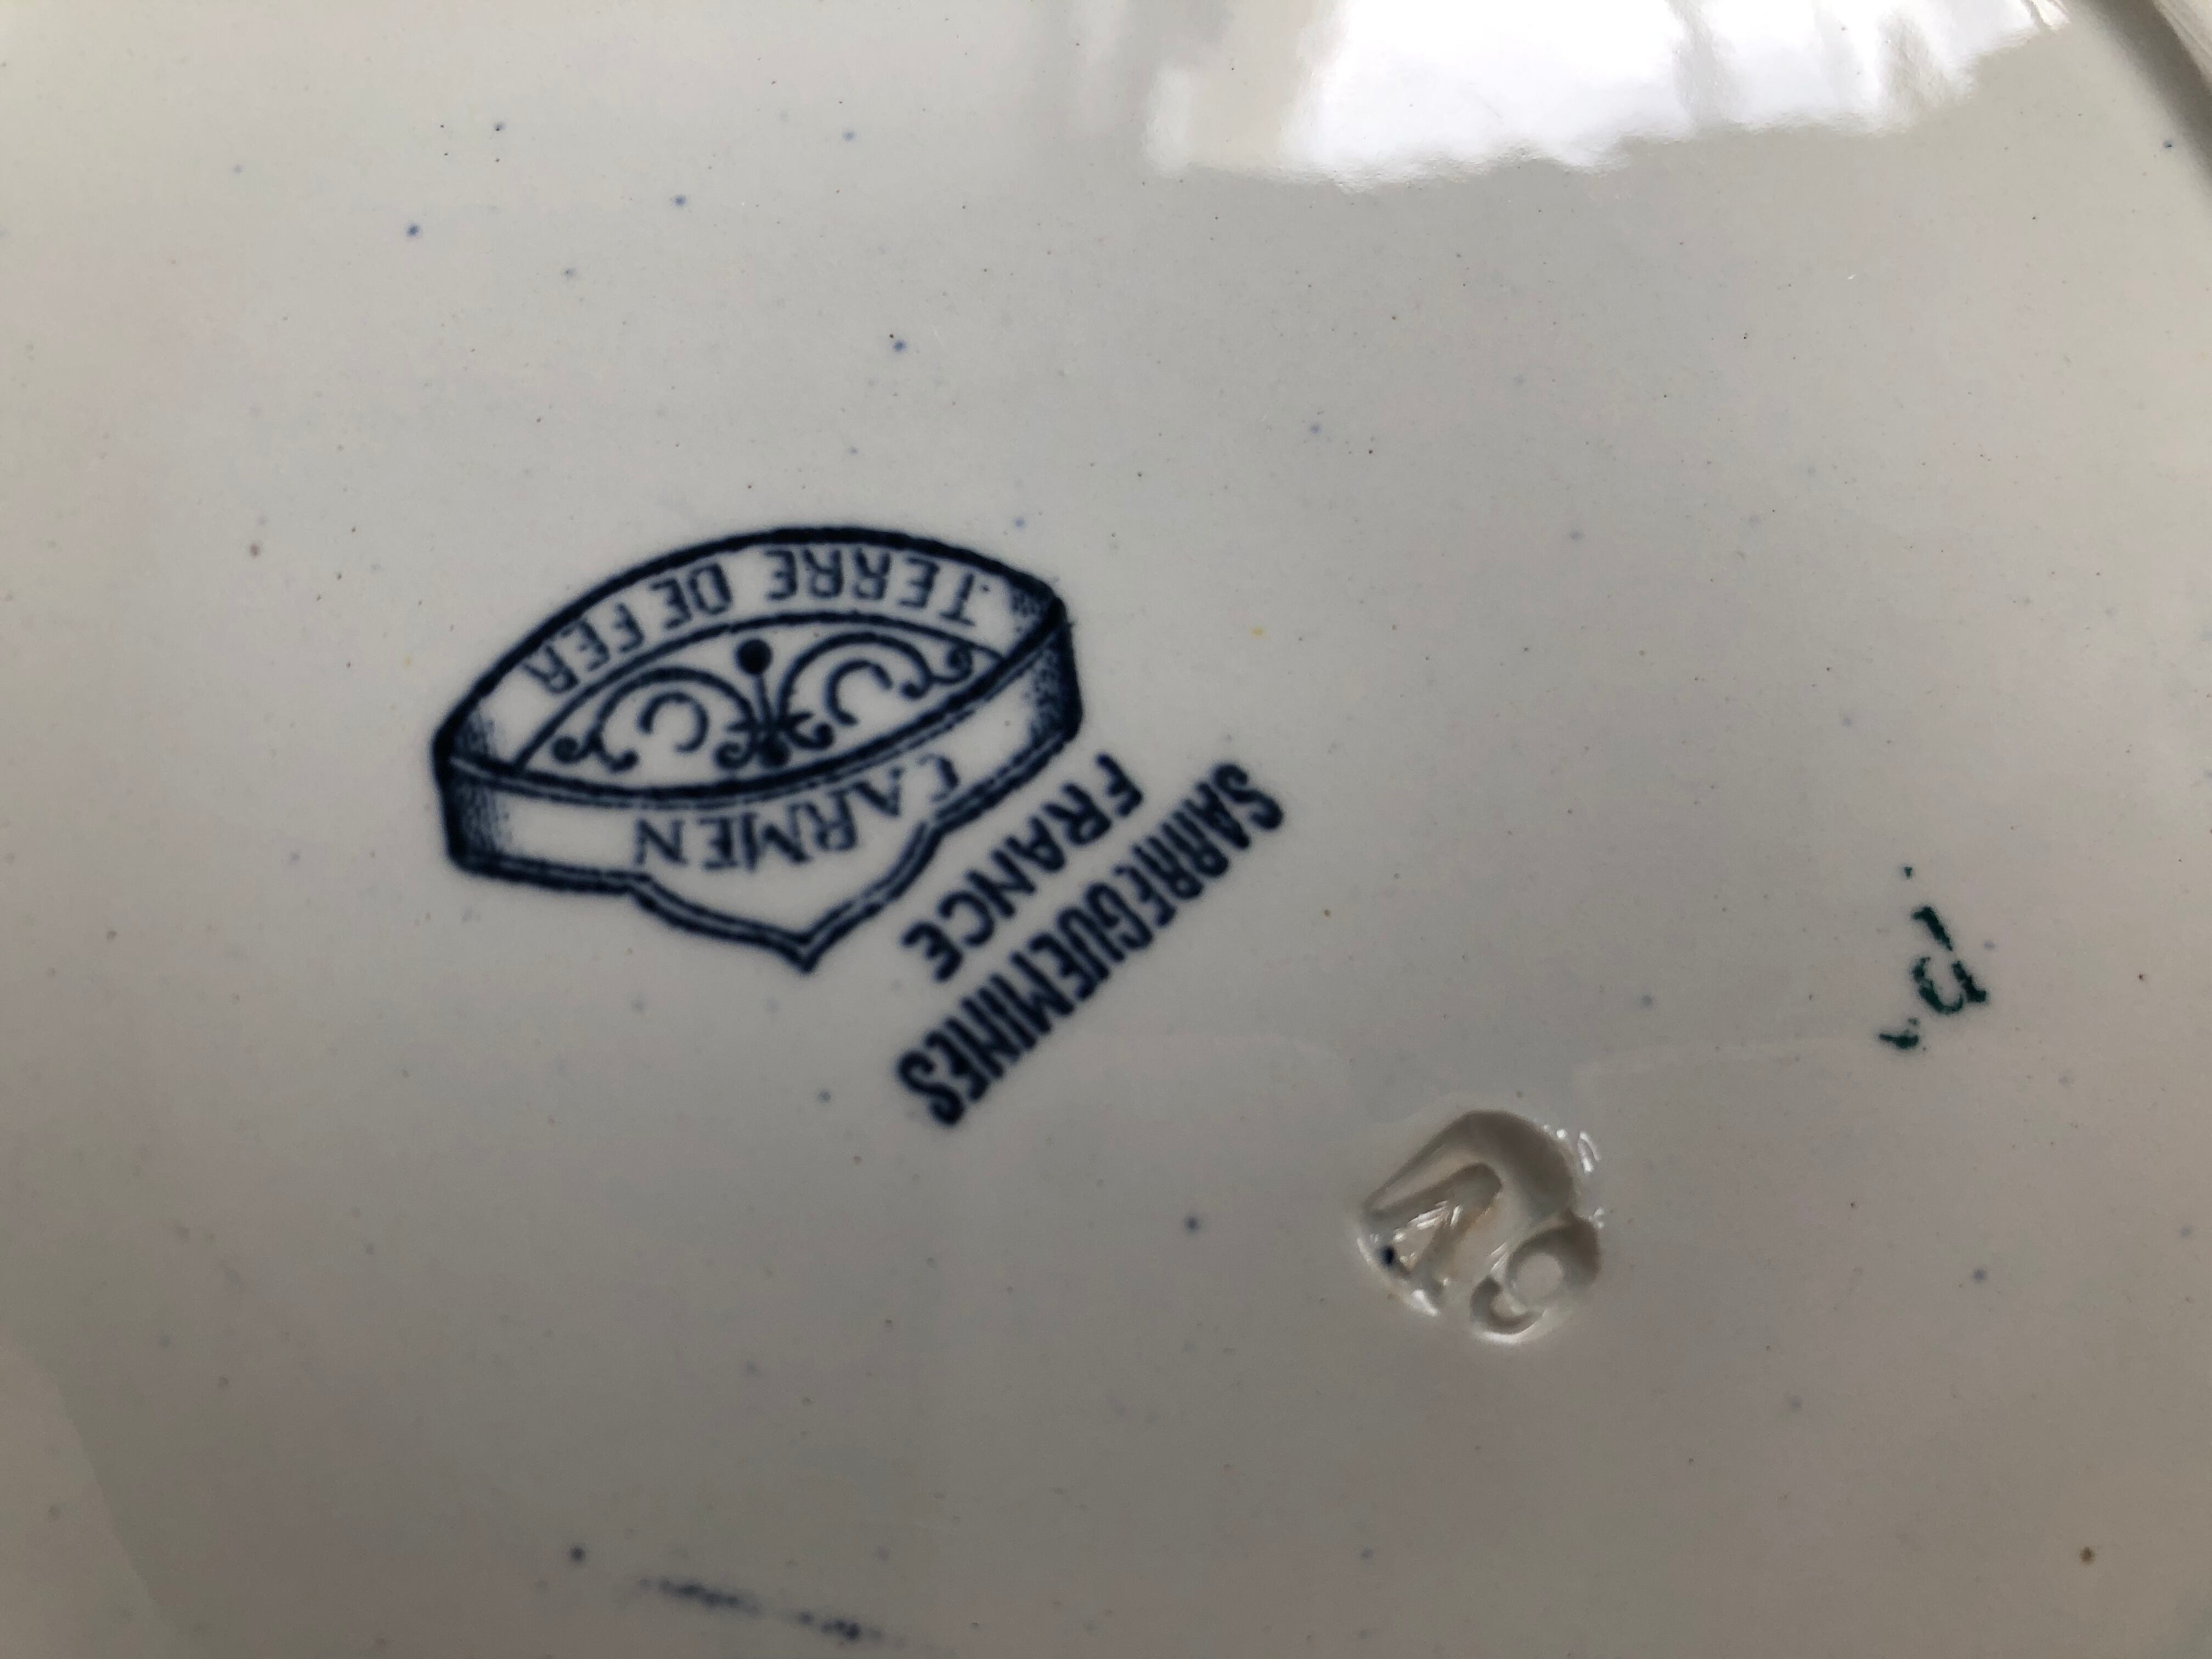 TERRE DE FER
CARMEN
FRANCE
SARREGUEMINES